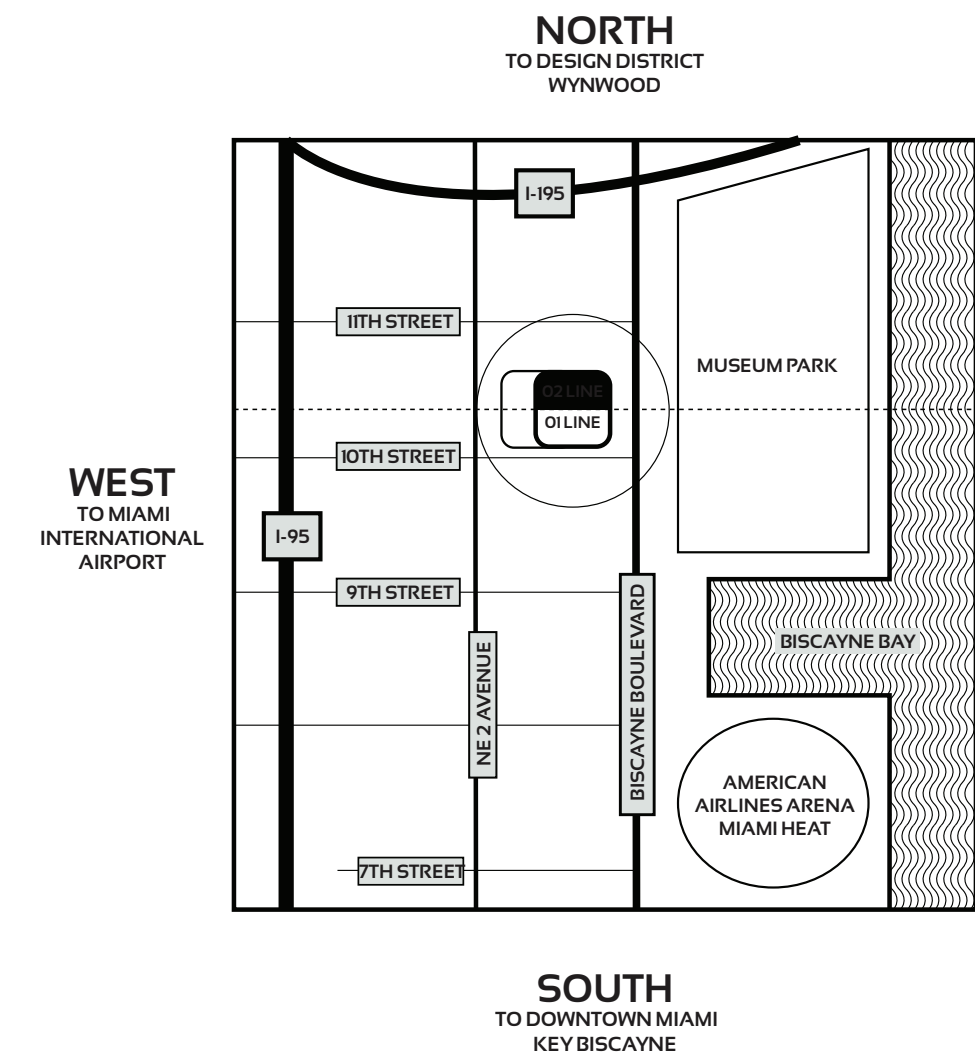 NORTH
TO DESIGN DISTRICT
WYNWOOD
I-195
11TH STREET
MUSEUM PARK
02 LINE
01 LINE
10TH STREET
WEST
TO MIAMI
INTERNATIONAL
AIRPORT
I-95
9TH STREET
BISCAYNE BOULEVARD
BISCAYNE BAY
NE 2 AVENUE
AMERICAN
AIRLINES ARENA
MIAMI HEAT
7TH STREET
SOUTH
TO DOWNTOWN MIAMI
KEY BISCAYNE